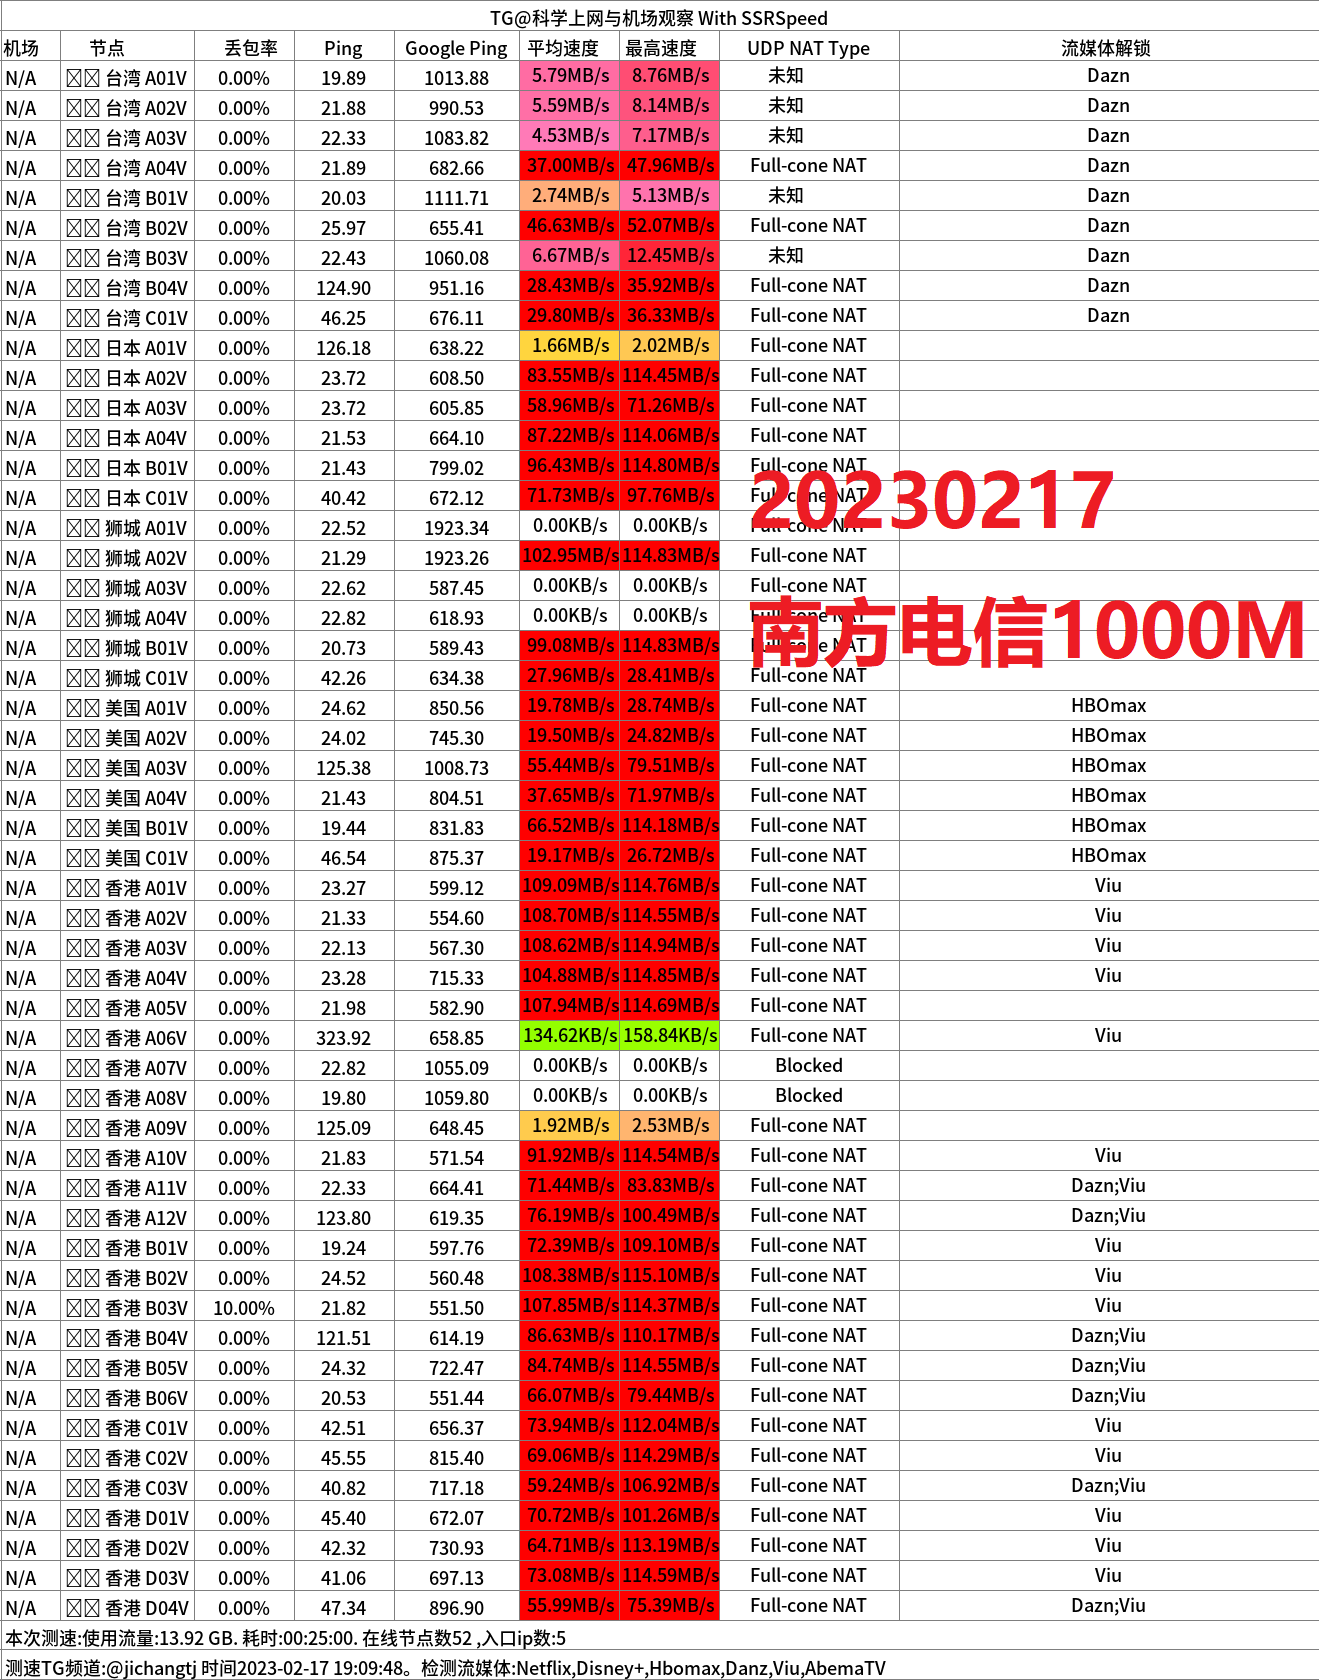 TG@科学上网与机场观察 With SSRSpeed
机场 节点 丢包率 Ping Google Ping 平均速度 最高速度 UDP NAT Type 流媒体解锁
N/A 台湾 A01V 0.00% 19.89 1013.88 5.79MB/s 8.76MB/s 未知 Dazn
N/A 台湾 A02V 0.00% 21.88 990.53 5.59MB/s 8.14MB/s 未知 Dazn
N/A 台湾 A03V 0.00% 22.33 1083.82 4.53MB/s 7.17MB/s 未知 Dazn
N/A 台湾 A04V 0.00% 21.89 682.66 37.00MB/s 47.96MB/s Full-cone NAT Dazn
N/A 台湾 B01V 0.00% 20.03 1111.71 2.74MB/s 5.13MB/s 未知 Dazn
N/A 台湾 B02V 0.00% 25.97 655.41 46.63MB/s 52.07MB/s Full-cone NAT Dazn
N/A 台湾 B03V 0.00% 22.43 1060.08 6.67MB/s 12.45MB/s 未知 Dazn
N/A 台湾 B04V 0.00% 124.90 951.16 28.43MB/s 35.92MB/s Full-cone NAT Dazn
N/A 台湾 C01V 0.00% 46.25 676.11 29.80MB/s 36.33MB/s Full-cone NAT Dazn
N/A 日本 A01V 0.00% 126.18 638.22 1.66MB/s 2.02MB/s Full-cone NAT
N/A 日本 A02V 0.00% 23.72 608.50 83.55MB/s 114.45MB/s Full-cone NAT
N/A 日本 A03V 0.00% 23.72 605.85 58.96MB/s 71.26MB/s Full-cone NAT
N/A 日本 A04V 0.00% 21.53 664.10 87.22MB/s 114.06MB/s Full-cone NAT
N/A 日本 B01V 0.00% 21.43 799.02 96.43MB/s 114.80MB/s Full-cone NAT
N/A 日本 C01V 0.00% 40.42 672.12 71.73MB/s 97.76MB/s Full-cone NAT
20230217
N/A 狮城 A01V 0.00% 22.52 1923.34 0.00KB/s 0.00KB/s Full-cone NAT
N/A 狮城 A02V 0.00% 21.29 1923.26 102.95MB/s 114.83MB/s Full-cone NAT
N/A 狮城 A03V 0.00% 22.62 587.45 0.00KB/s 0.00KB/s Full-cone NAT
N/A 狮城 A04V 0.00% 22.82 618.93 0.00KB/s 0.00KB/s Full-cone NAT
南方电信1000M
N/A 狮城 B01V 0.00% 20.73 589.43 99.08MB/s 114.83MB/s Full-cone NAT
N/A 狮城 C01V 0.00% 42.26 634.38 27.96MB/s 28.41MB/s Full-cone NAT
N/A 美国 A01V 0.00% 24.62 850.56 19.78MB/s 28.74MB/s Full-cone NAT HBOmax
N/A 美国 A02V 0.00% 24.02 745.30 19.50MB/s 24.82MB/s Full-cone NAT HBOmax
N/A 美国 A03V 0.00% 125.38 1008.73 55.44MB/s 79.51MB/s Full-cone NAT HBOmax
N/A 美国 A04V 0.00% 21.43 804.51 37.65MB/s 71.97MB/s Full-cone NAT HBOmax
N/A 美国 B01V 0.00% 19.44 831.83 66.52MB/s 114.18MB/s Full-cone NAT HBOmax
N/A 美国 C01V 0.00% 46.54 875.37 19.17MB/s 26.72MB/s Full-cone NAT HBOmax
N/A 香港 A01V 0.00% 23.27 599.12 109.09MB/s 114.76MB/s Full-cone NAT Viu
N/A 香港 A02V 0.00% 21.33 554.60 108.70MB/s 114.55MB/s Full-cone NAT Viu
N/A 香港 A03V 0.00% 22.13 567.30 108.62MB/s 114.94MB/s Full-cone NAT Viu
N/A 香港 A04V 0.00% 23.28 715.33 104.88MB/s 114.85MB/s Full-cone NAT Viu
N/A 香港 A05V 0.00% 21.98 582.90 107.94MB/s 114.69MB/s Full-cone NAT
N/A 香港 A06V 0.00% 323.92 658.85 134.62KB/s 158.84KB/s Full-cone NAT Viu
N/A 香港 A07V 0.00% 22.82 1055.09 0.00KB/s 0.00KB/s Blocked
N/A 香港 A08V 0.00% 19.80 1059.80 0.00KB/s 0.00KB/s Blocked
N/A 香港 A09V 0.00% 125.09 648.45 1.92MB/s 2.53MB/s Full-cone NAT
N/A 香港 A10V 0.00% 21.83 571.54 91.92MB/s 114.54MB/s Full-cone NAT Viu
N/A 香港 A11V 0.00% 22.33 664.41 71.44MB/s 83.83MB/s Full-cone NAT Dazn;Viu
N/A 香港 A12V 0.00% 123.80 619.35 76.19MB/s 100.49MB/s Full-cone NAT Dazn;Viu
N/A 香港 B01V 0.00% 19.24 597.76 72.39MB/s 109.10MB/s Full-cone NAT Viu
N/A 香港 B02V 0.00% 24.52 560.48 108.38MB/s 115.10MB/s Full-cone NAT Viu
N/A 香港 B03V 10.00% 21.82 551.50 107.85MB/s 114.37MB/s Full-cone NAT Viu
N/A 香港 B04V 0.00% 121.51 614.19 86.63MB/s 110.17MB/s Full-cone NAT Dazn;Viu
N/A 香港 B05V 0.00% 24.32 722.47 84.74MB/s 114.55MB/s Full-cone NAT Dazn;Viu
N/A 香港 B06V 0.00% 20.53 551.44 66.07MB/s 79.44MB/s Full-cone NAT Dazn;Viu
N/A 香港 C01V 0.00% 42.51 656.37 73.94MB/s 112.04MB/s Full-cone NAT Viu
N/A 香港 C02V 0.00% 45.55 815.40 69.06MB/s 114.29MB/s Full-cone NAT Viu
N/A 香港 C03V 0.00% 40.82 717.18 59.24MB/s 106.92MB/s Full-cone NAT Dazn;Viu
N/A 香港 D01V 0.00% 45.40 672.07 70.72MB/s 101.26MB/s Full-cone NAT Viu
N/A 香港 D02V 0.00% 42.32 730.93 64.71MB/s 113.19MB/s Full-cone NAT Viu
N/A 香港 D03V 0.00% 41.06 697.13 73.08MB/s 114.59MB/s Full-cone NAT Viu
N/A 香港 D04V 0.00% 47.34 896.90 55.99MB/s 75.39MB/s Full-cone NAT Dazn;Viu
本次测速:使用流量:13.92 GB. 耗时:00:25:00. 在线节点数52 ,入口ip数:5
测速TG频道:@jichangtj 时间2023-02-17 19:09:48。检测流媒体:Netflix,Disney+,Hbomax,Danz,Viu,AbemaTV